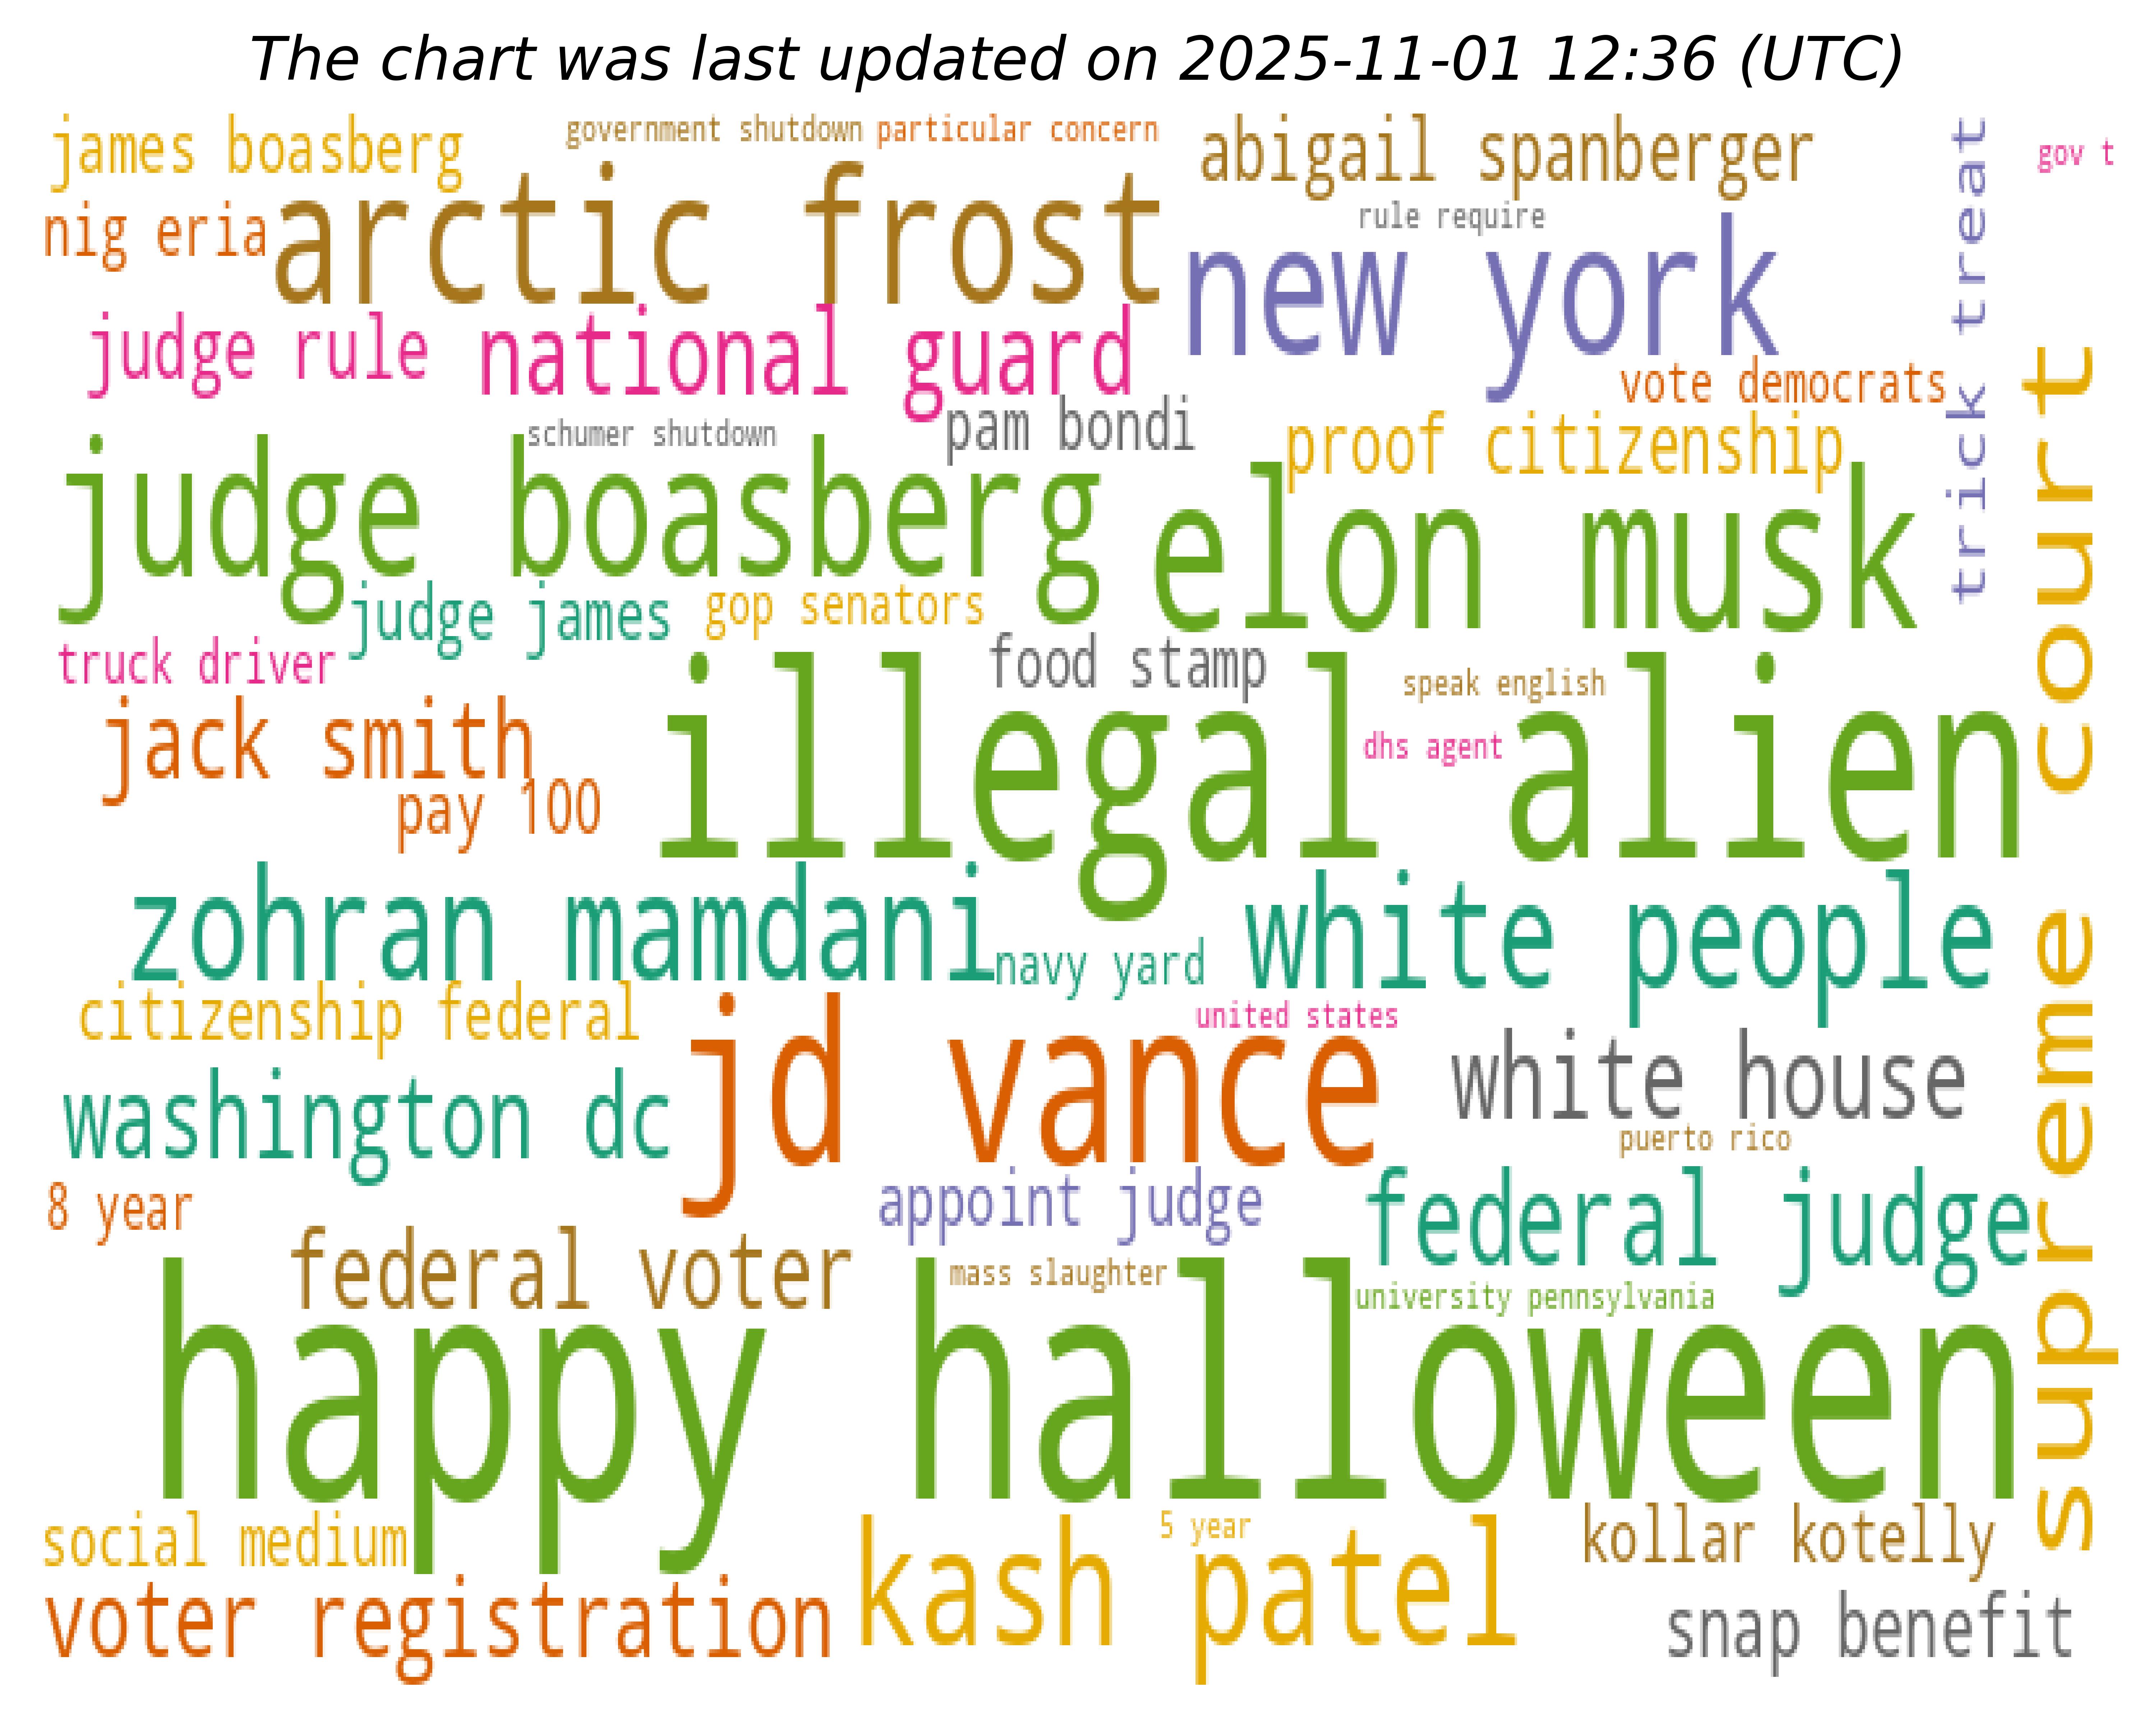 The chart was last updated on 2025-11-01 12:36 (UTC)
james boasberg
government shutdown
particular concern
abigail spanberger
trick treat
gov t
nig eria
arctic frost
rule require
new york
judge rule
national guard
vote democrats
supreme court
schumer shutdown
pam bondi
proof citizenship
judge boasberg
elon musk
judge james
gop senators
truck driver
food stamp
speak english
jack smith
illegal alien
dhs agent
pay 100
zohran mamdani
navy yard
white people
citizenship federal
united states
jd vance
white house
washington dc
puerto rico
8 year
appoint judge
federal judge
federal voter
mass slaughter
university pennsylvania
happy halloween
social medium
5 year
kollar kotelly
kash patel
voter registration
snap benefit